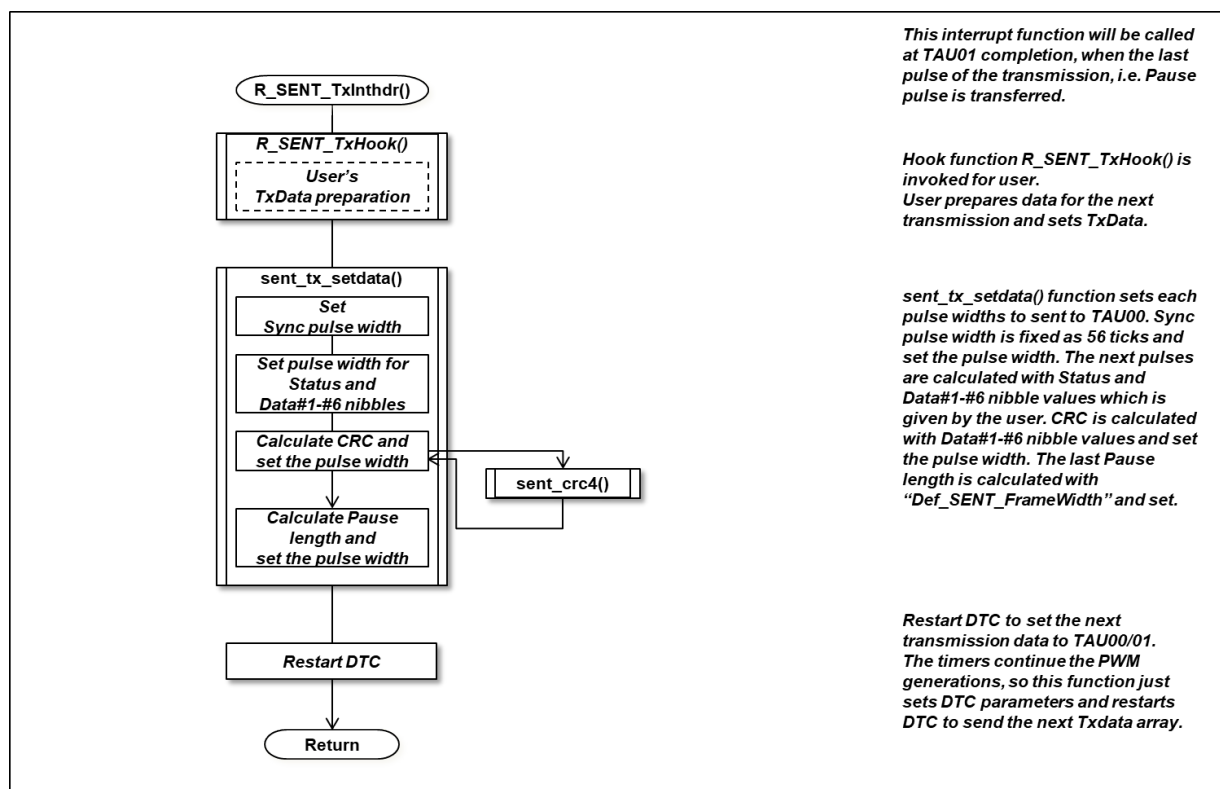 This interrupt function will be called
at TAU01 completion, when the last
pulse of the transmission, i.e. Pause
pulse is transferred.
R_SENT_TxInthdr()
R_SENT_TxHook()
User's
TxData preparation
Hook function R_SENT_TxHook() is
invoked for user.
User prepares data for the next
transmission and sets TxData.
sent_tx_setdata()
Set
Sync pulse width
Set pulse width for
Status and
Data#1-#6 nibbles
Calculate CRC and
set the pulse width
sent_crc4()
Calculate Pause
length and
set the pulse width
sent_tx_setdata() function sets each
pulse widths to sent to TAU00. Sync
pulse width is fixed as 56 ticks and
set the pulse width. The next pulses
are calculated with Status and
Data#1-#6 nibble values which is
given by the user. CRC is calculated
with Data#1-#6 nibble values and set
the pulse width. The last Pause
length is calculated with
“Def_SENT_FrameWidth” and set.
Restart DTC
Return
Restart DTC to set the next
transmission data to TAU00/01.
The timers continue the PWM
generations, so this function just
sets DTC parameters and restarts
DTC to send the next Txdata array.